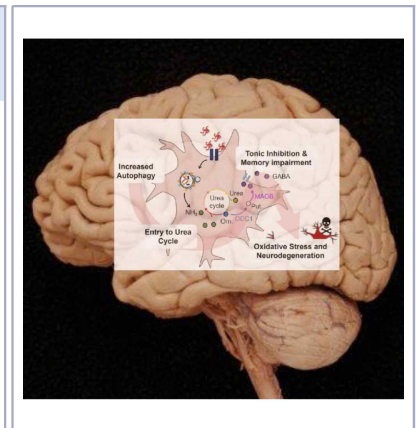 Increased
Autophagy
Tonic Inhibition &
Memory impairment
GABA
MAOB
Urea
Urea
cycle
Put.
NH₃
Orn.
ODC1
Entry to Urea
Cycle
Oxidative Stress and
Neurodegeneration